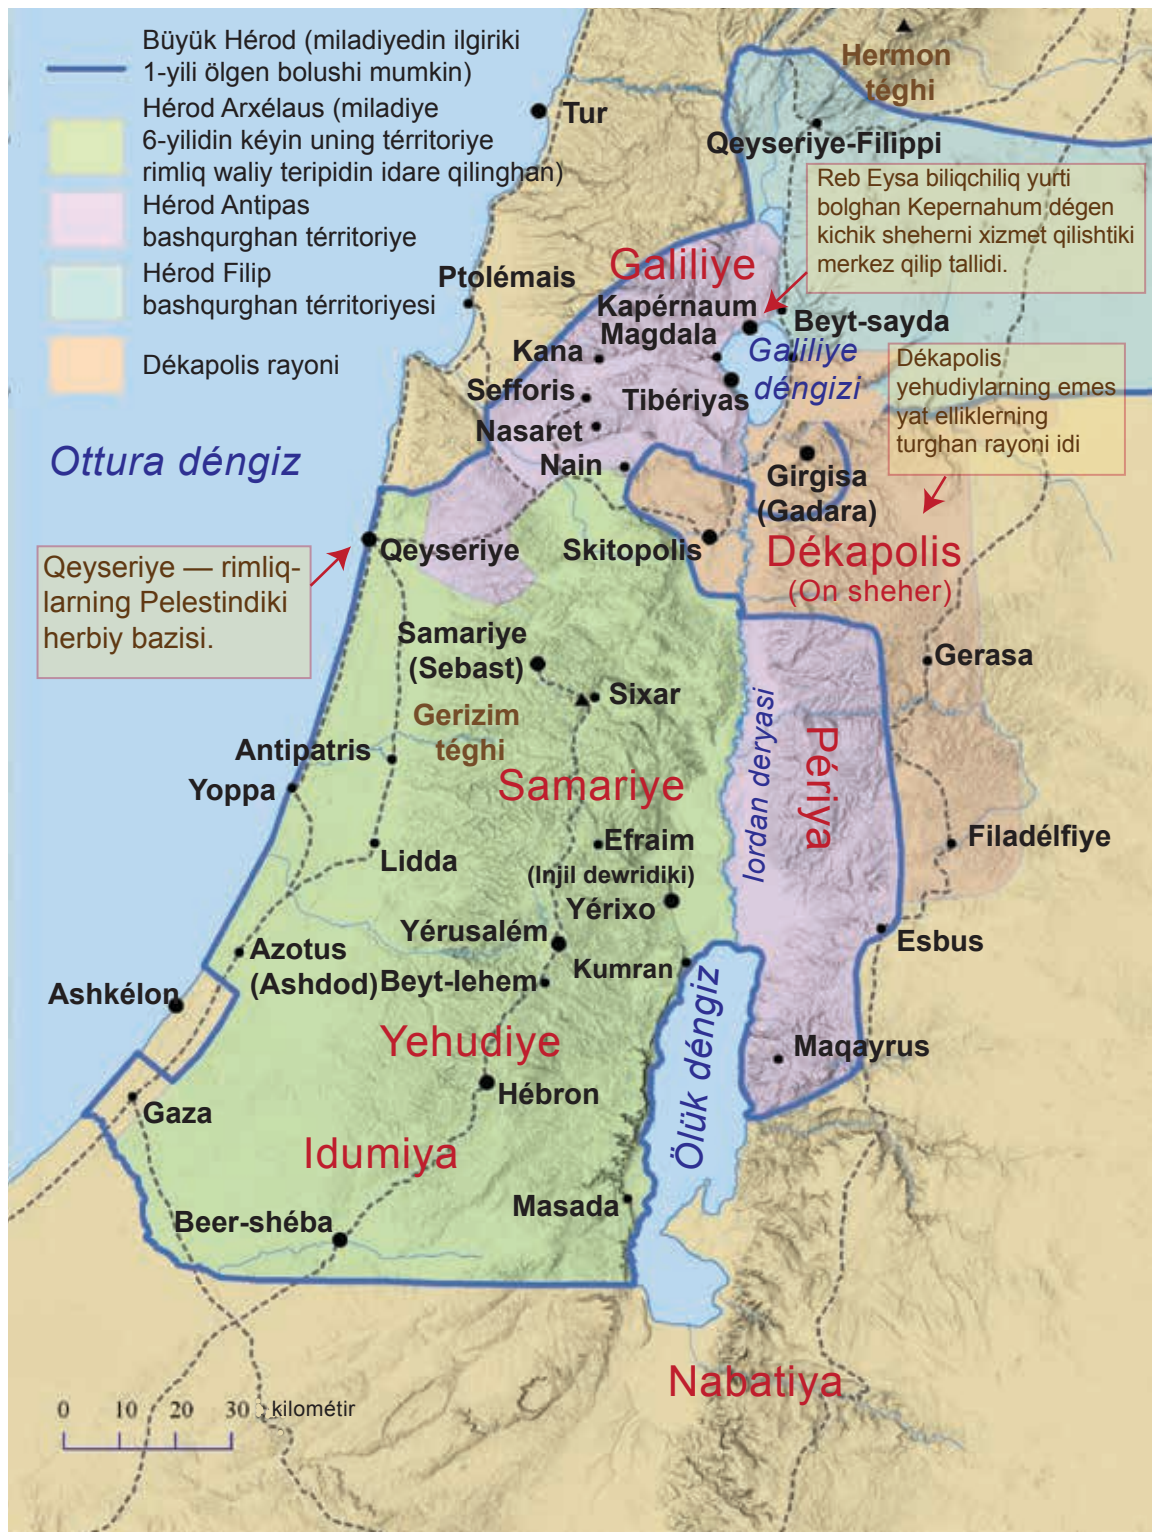 Büyük Hérod (miladiyedin ilgiriki
1-yili ölgen bolushi mumkin)
Hérod Arxélaus (miladiye
6-yilidin kéyin uning térritoriye
rimliq waliy teripidin idare qilinghan)
Hérod Antipas
bashqurghan térritoriye
Hérod Filip
bashqurghan térritoriyesi
Dékapolis rayoni
Hermon
téghi
Tur
Qeyseriye-Filippi
Reb Eysa biliqchiliq yurti
bolghan Kepernahum dégen
kichik sheherni xizmet qilishtiki
merkez qilip tallidi.
Galiliye
Ptolémais
Kapérnaum
Magdala
Beyt-sayda
Kana
Galiliye
déngizi
Sefforis
Tibériyas
Dékapolis
yehudiylarning emes
yat elliklerning
turghan rayoni idi
Nasaret
Ottura déngiz
Nain
Girgisa
(Gadara)
Qeyseriye
Skitopolis
Dékapolis
(On sheher)
Qeyseriye — rimliq-
larning Pelestindiki
herbiy bazisi.
Samariye
(Sebast)
Gerasa
Sixar
Gerizim
téghi
Iordan deryasi
Périya
Antipatris
Yoppa
Samariye
Efraim
(Injil dewridiki)
Filadélfiye
Lidda
Yérixo
Yérusalém
Esbus
Azotus
(Ashdod)
Beyt-lehem
Kumran
Ashkélon
Yehudiye
Ölük déngiz
Maqayrus
Hébron
Gaza
Idumiya
Masada
Beer-shéba
Nabatiya
0 10 20 30 kilométir